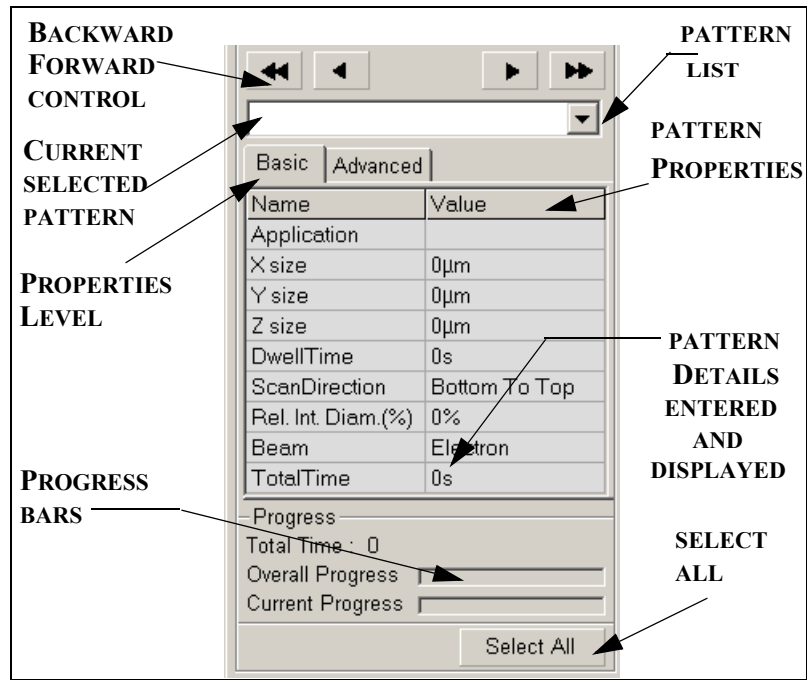 BACKWARD
FORWARD
CONTROL
PATTERN
LIST
CURRENT
SELECTED
PATTERN
PATTERN
PROPERTIES
Basic Advanced
Name Value
Application
X size 0µm
Y size 0µm
Z size 0µm
DwellTime 0s
ScanDirection Bottom To Top
Rel. Int. Diam.(%) 0%
Beam Electron
TotalTime 0s
PROPERTIES
LEVEL
PATTERN
DETAILS
ENTERED
AND
DISPLAYED
PROGRESS
BARS
Progress
Total Time : 0
Overall Progress
Current Progress
SELECT
ALL
Select All